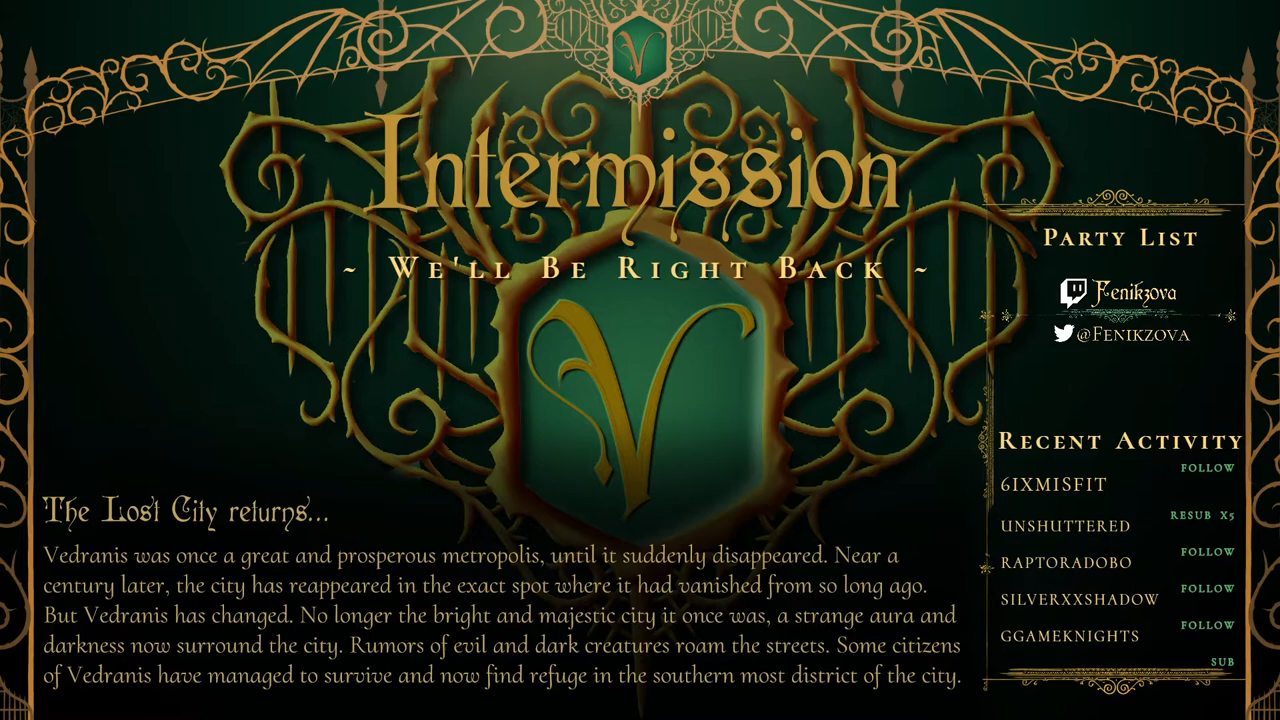 V
Intermission
~ We'll Be Right Back ~
V
Party List
Fenikzova
@Fenikzova
Recent Activity
FOLLOW
6IXMISFIT
RESUB X5
UNSHUTTERED
FOLLOW
RAPTORADOBO
FOLLOW
SILVERXXSHADOW
FOLLOW
GGAMEKNIGHTS
SUB
The Lost City returns...
Vedranis was once a great and prosperous metropolis, until it suddenly disappeared. Near a
century later, the city has reappeared in the exact spot where it had vanished from so long ago.
But Vedranis has changed. No longer the bright and majestic city it once was, a strange aura and
darkness now surround the city. Rumors of evil and dark creatures roam the streets. Some citizens
of Vedranis have managed to survive and now find refuge in the southern most district of the city.